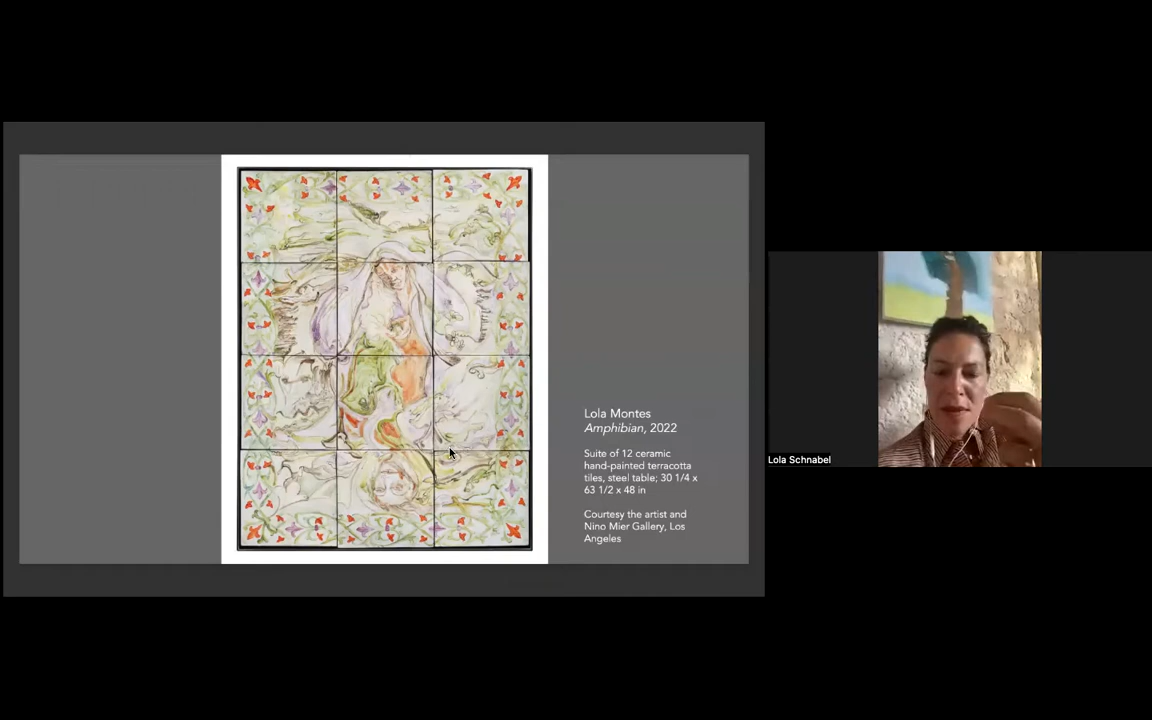 Lola Montes
Amphibian, 2022
Suite of 12 ceramic
hand-painted terracotta
tiles, steel table; 30 1/4 x
63 1/2 x 48 in
Courtesy the artist and
Nino Mier Gallery, Los
Angeles
Lola Schnabel